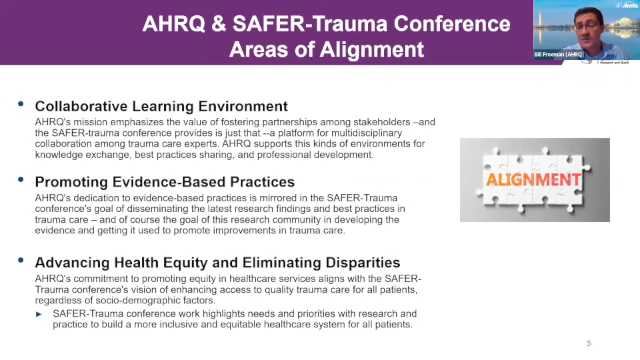 AHRQ & SAFER-Trauma Conference
Areas of Alignment
Bill Freeman (AHRQ)
Collaborative Learning Environment
AHRQ's mission emphasizes the value of fostering partnerships among stakeholders –and
the SAFER-trauma conference provides is just that --a platform for multidisciplinary
collaboration among trauma care experts. AHRQ supports this kinds of environments for
knowledge exchange, best practices sharing, and professional development.
Promoting Evidence-Based Practices
AHRQ's dedication to evidence-based practices is mirrored in the SAFER-Trauma
conference's goal of disseminating the latest research findings and best practices in
trauma care – and of course the goal of this research community in developing the
evidence and getting it used to promote improvements in trauma care.
ALIGNMENT
Advancing Health Equity and Eliminating Disparities
AHRQ's commitment to promoting equity in healthcare services aligns with the SAFER-
Trauma conference's vision of enhancing access to quality trauma care for all patients,
regardless of socio-demographic factors.
SAFER-Trauma conference work highlights needs and priorities with research and
practice to build a more inclusive and equitable healthcare system for all patients.
5